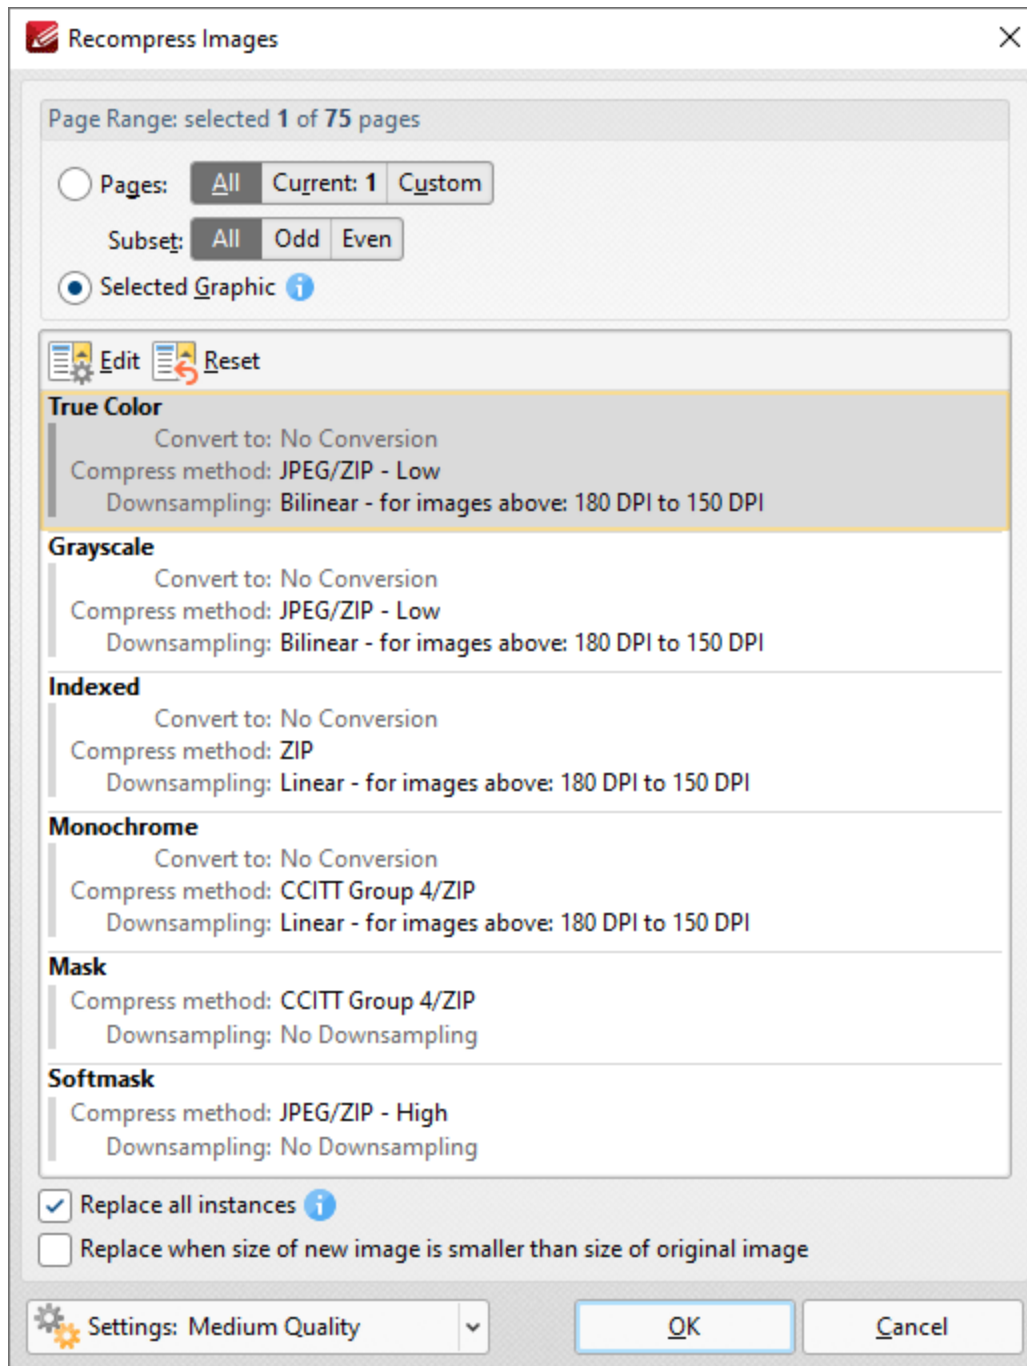 Recompress Images
Page Range: selected 1 of 75 pages
Pages: All Current: 1 Custom
Subset: All Odd Even
Selected Graphic
Edit Reset
True Color
Convert to: No Conversion
Compress method: JPEG/ZIP - Low
Downsampling: Bilinear - for images above: 180 DPI to 150 DPI
Grayscale
Convert to: No Conversion
Compress method: JPEG/ZIP - Low
Downsampling: Bilinear - for images above: 180 DPI to 150 DPI
Indexed
Convert to: No Conversion
Compress method: ZIP
Downsampling: Linear - for images above: 180 DPI to 150 DPI
Monochrome
Convert to: No Conversion
Compress method: CCITT Group 4/ZIP
Downsampling: Linear - for images above: 180 DPI to 150 DPI
Mask
Compress method: CCITT Group 4/ZIP
Downsampling: No Downsampling
Softmask
Compress method: JPEG/ZIP - High
Downsampling: No Downsampling
Replace all instances
Replace when size of new image is smaller than size of original image
Settings: Medium Quality OK Cancel